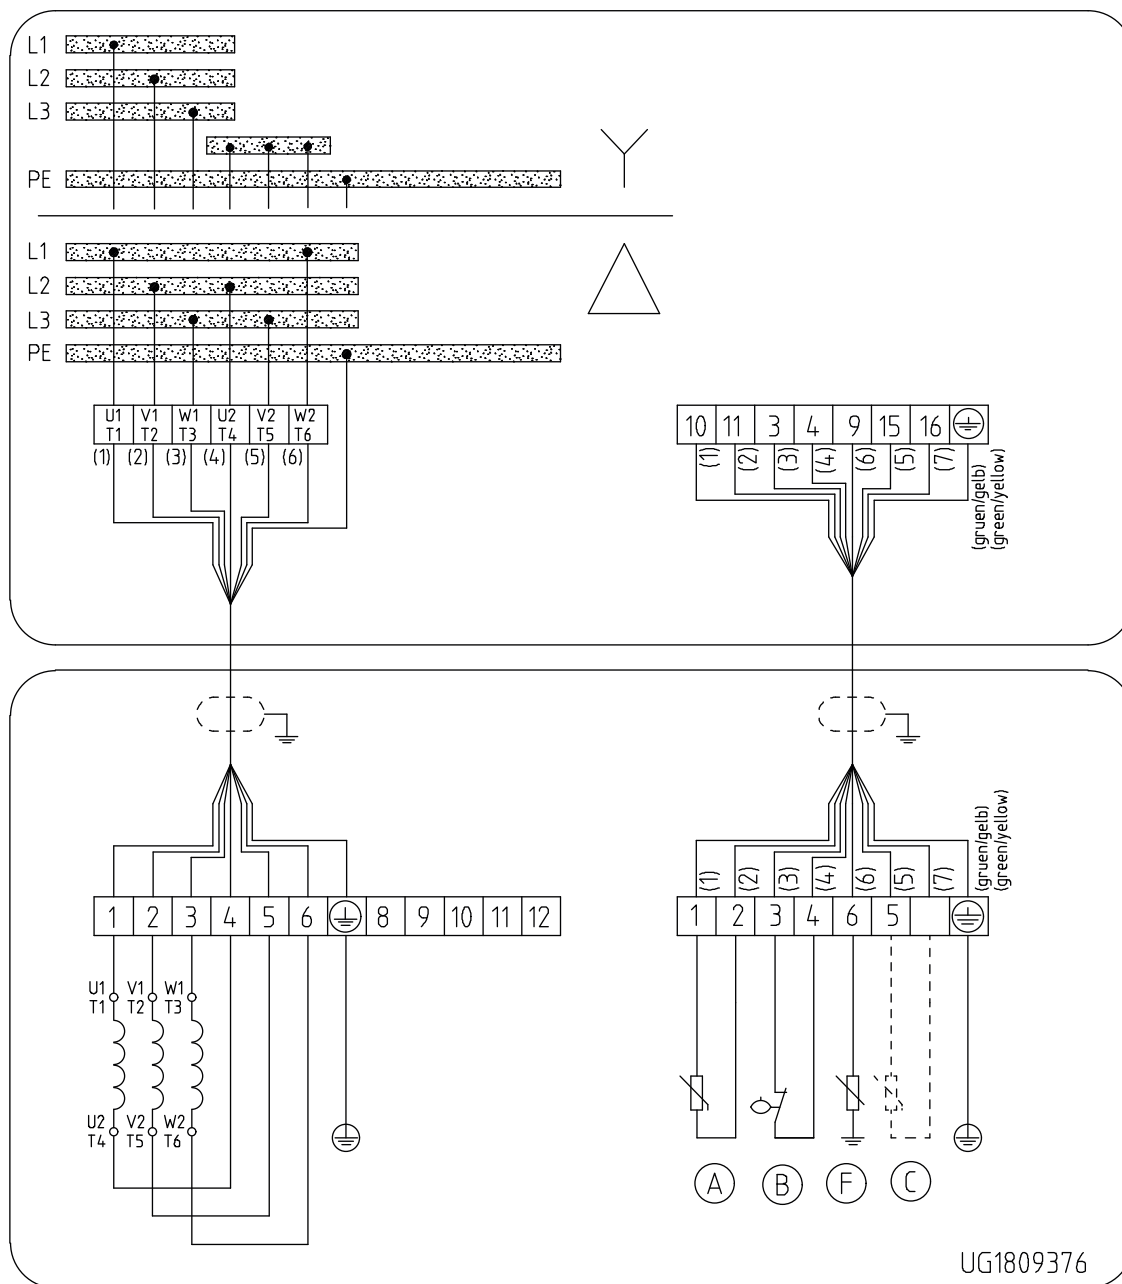 L1
L2
L3
PE
L1
L2
L3
PE
U1 V1 W1 U2 V2 W2
T1 T2 T3 T4 T5 T6
(1) (2) (3) (4) (5) (6)
10 11 3 4 9 15 16
(1) (2) (3) (4) (6) (5) (7)
(gruen/gelb)
(green/yellow)
(1) (2) (3) (4) (6) (5) (7)
(gruen/gelb)
(green/yellow)
1 2 3 4 5 6 8 9 10 11 12
1 2 3 4 6 5
U1 V1 W1
T1 T2 T3
U2 V2 W2
T4 T5 T6
A B F C
UG1809376